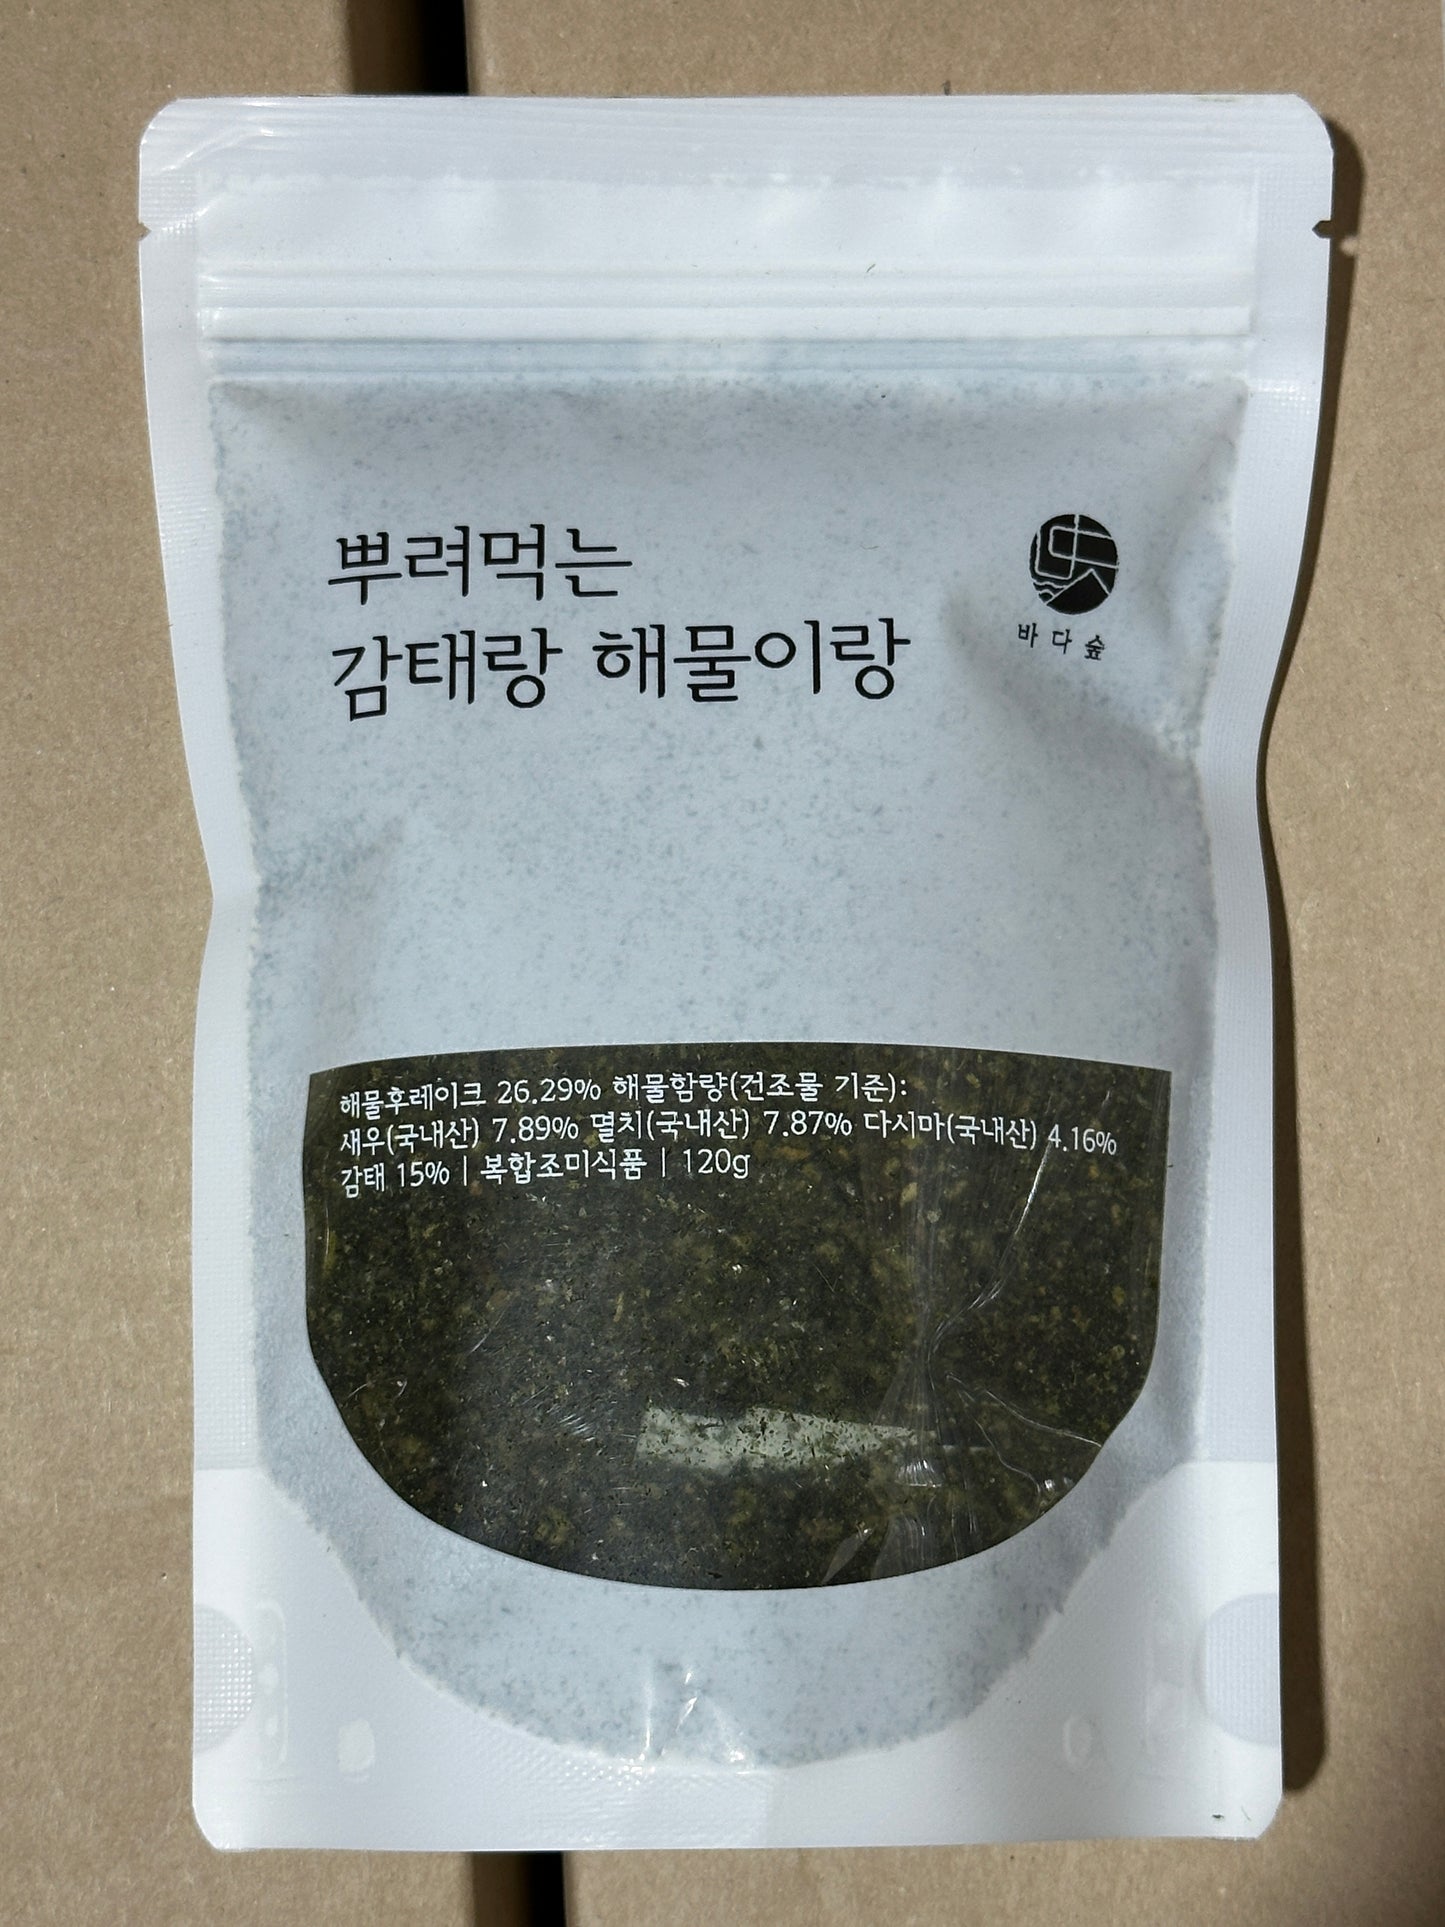 뿌려먹는
감태랑 해물이랑
바다숲
해물후레이크 26.29% 해물함량(건조물 기준):
새우(국내산) 7.89% 멸치(국내산) 7.87% 다시마(국내산) 4.16%
감태 15% | 복합조미식품 | 120g